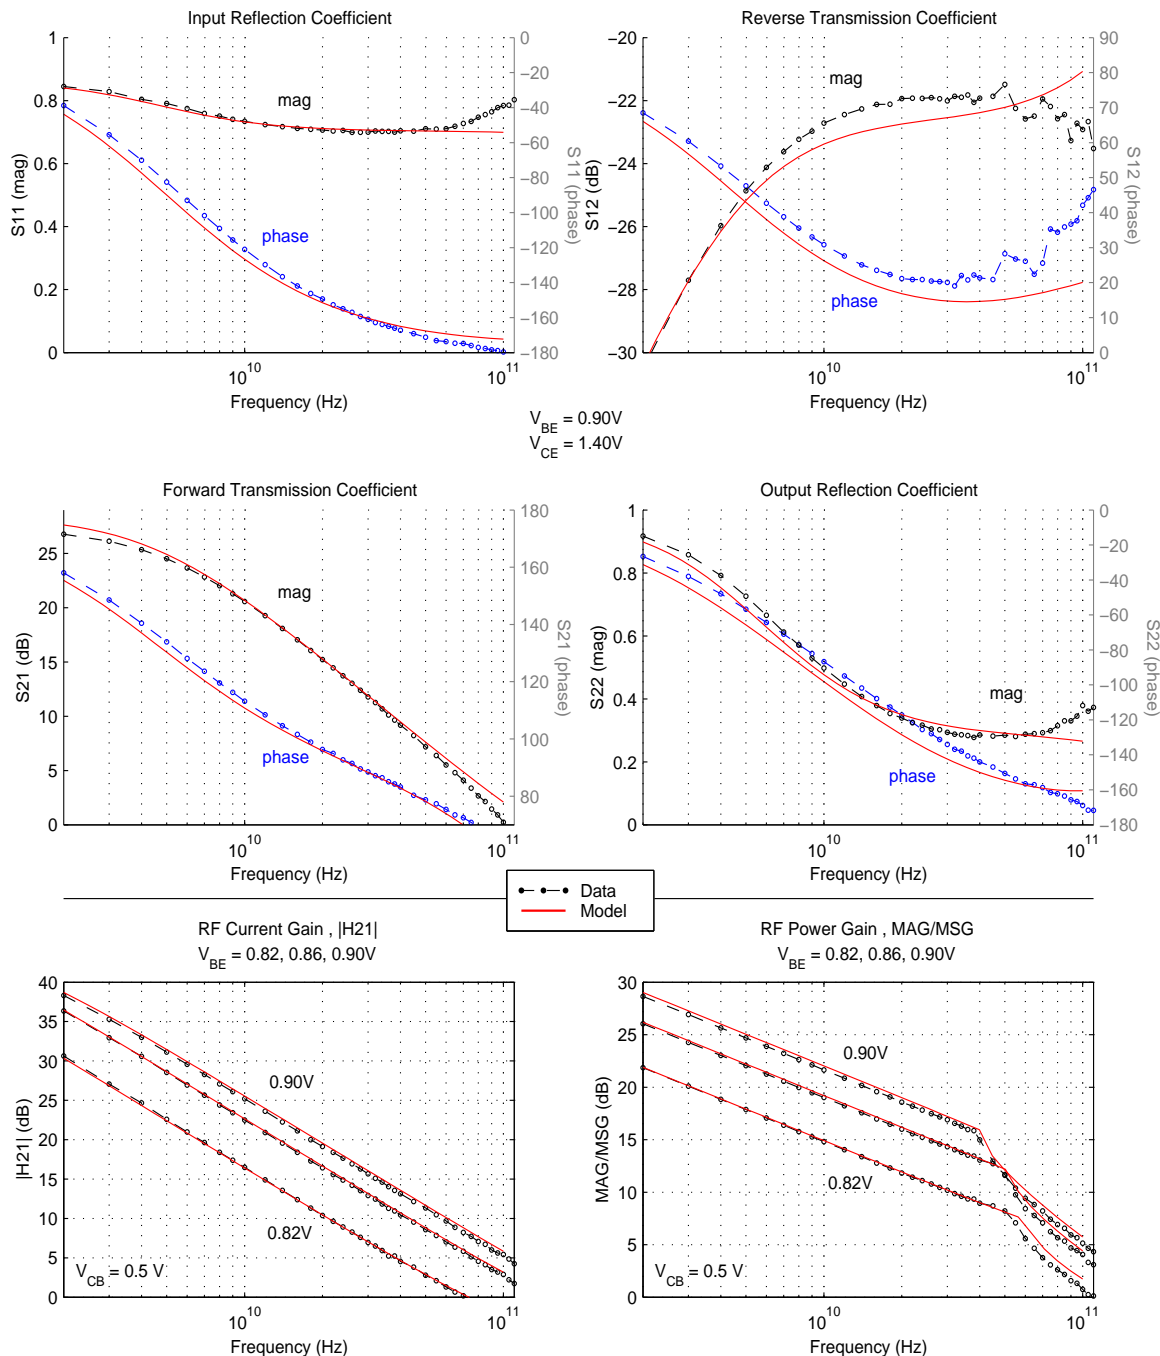 Input Reflection Coefficient
1
0.8
0.6
0.4
0.2
0
S11 (mag)
0
−20
−40
−60
−80
−100
−120
−140
−160
−180
S11 (phase)
mag
phase
10^10
10^11
Frequency (Hz)
Reverse Transmission Coefficient
−20
−22
−24
−26
−28
−30
S12 (dB)
90
80
70
60
50
40
30
20
10
0
S12 (phase)
mag
phase
10^10
10^11
Frequency (Hz)
V_BE = 0.90V
V_CE = 1.40V
Forward Transmission Coefficient
25
20
15
10
5
0
S21 (dB)
180
160
140
120
100
80
S21 (phase)
mag
phase
10^10
10^11
Frequency (Hz)
Output Reflection Coefficient
1
0.8
0.6
0.4
0.2
0
S22 (mag)
0
−20
−40
−60
−80
−100
−120
−140
−160
−180
S22 (phase)
mag
phase
10^10
10^11
Frequency (Hz)
Data
Model
RF Current Gain , |H21|
V_BE = 0.82, 0.86, 0.90V
40
35
30
25
20
15
10
5
0
|H21| (dB)
0.90V
0.82V
V_CB = 0.5 V
10^10
10^11
Frequency (Hz)
RF Power Gain , MAG/MSG
V_BE = 0.82, 0.86, 0.90V
30
25
20
15
10
5
0
MAG/MSG (dB)
0.90V
0.82V
V_CB = 0.5 V
10^10
10^11
Frequency (Hz)